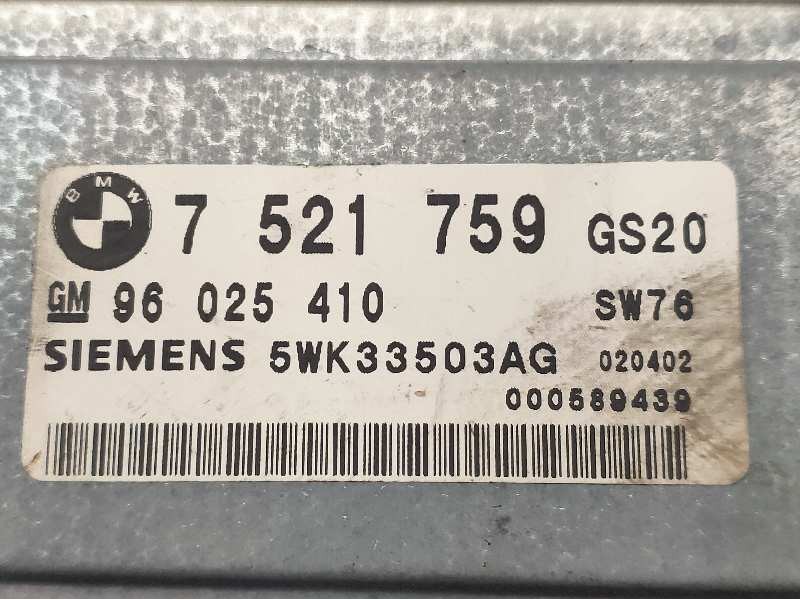 BMW 7 521 759 GS20
GM 96 025 410 SW76
SIEMENS 5WK33503AG 020402
000589439